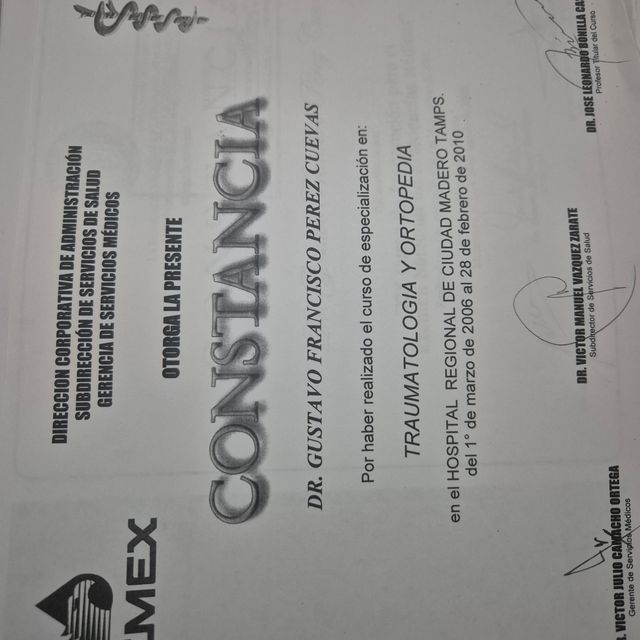 DIRECCION CORPORATIVA DE ADMINISTRACIÓN
SUBDIRECCIÓN DE SERVICIOS DE SALUD
GERENCIA DE SERVICIOS MÉDICOS
OTORGA LA PRESENTE
CONSTANCIA
DR. GUSTAVO FRANCISCO PEREZ CUEVAS
Por haber realizado el curso de especialización en:
TRAUMATOLOGIA Y ORTOPEDIA
en el HOSPITAL REGIONAL DE CIUDAD MADERO TAMPS.
del 1° de marzo de 2006 al 28 de febrero de 2010
EMEX
VICTOR JULIO CAMACHO ORTEGA
Gerente de Servicios Médicos
DR. VICTOR MANUEL VAZQUEZ ZARATE
Subdirector de Servicios de Salud
DR. JOSE LEONARDO BONILLA
Profesor Titular del Curso